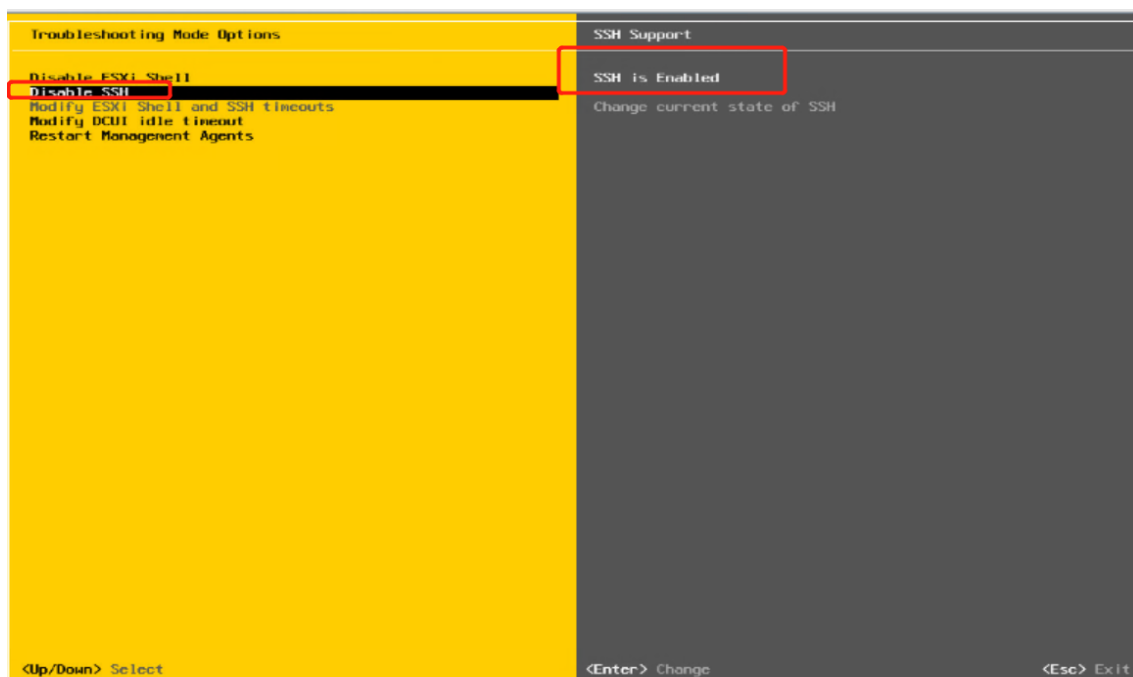 Troubleshooting Mode Options
Disable ESXi Shell
Disable SSH
Modify ESXi Shell and SSH timeouts
Modify DCUI idle timeout
Restart Management Agents
SSH Support
SSH is Enabled
Change current state of SSH
<Up/Down> Select
<Enter> Change
<Esc> Exit